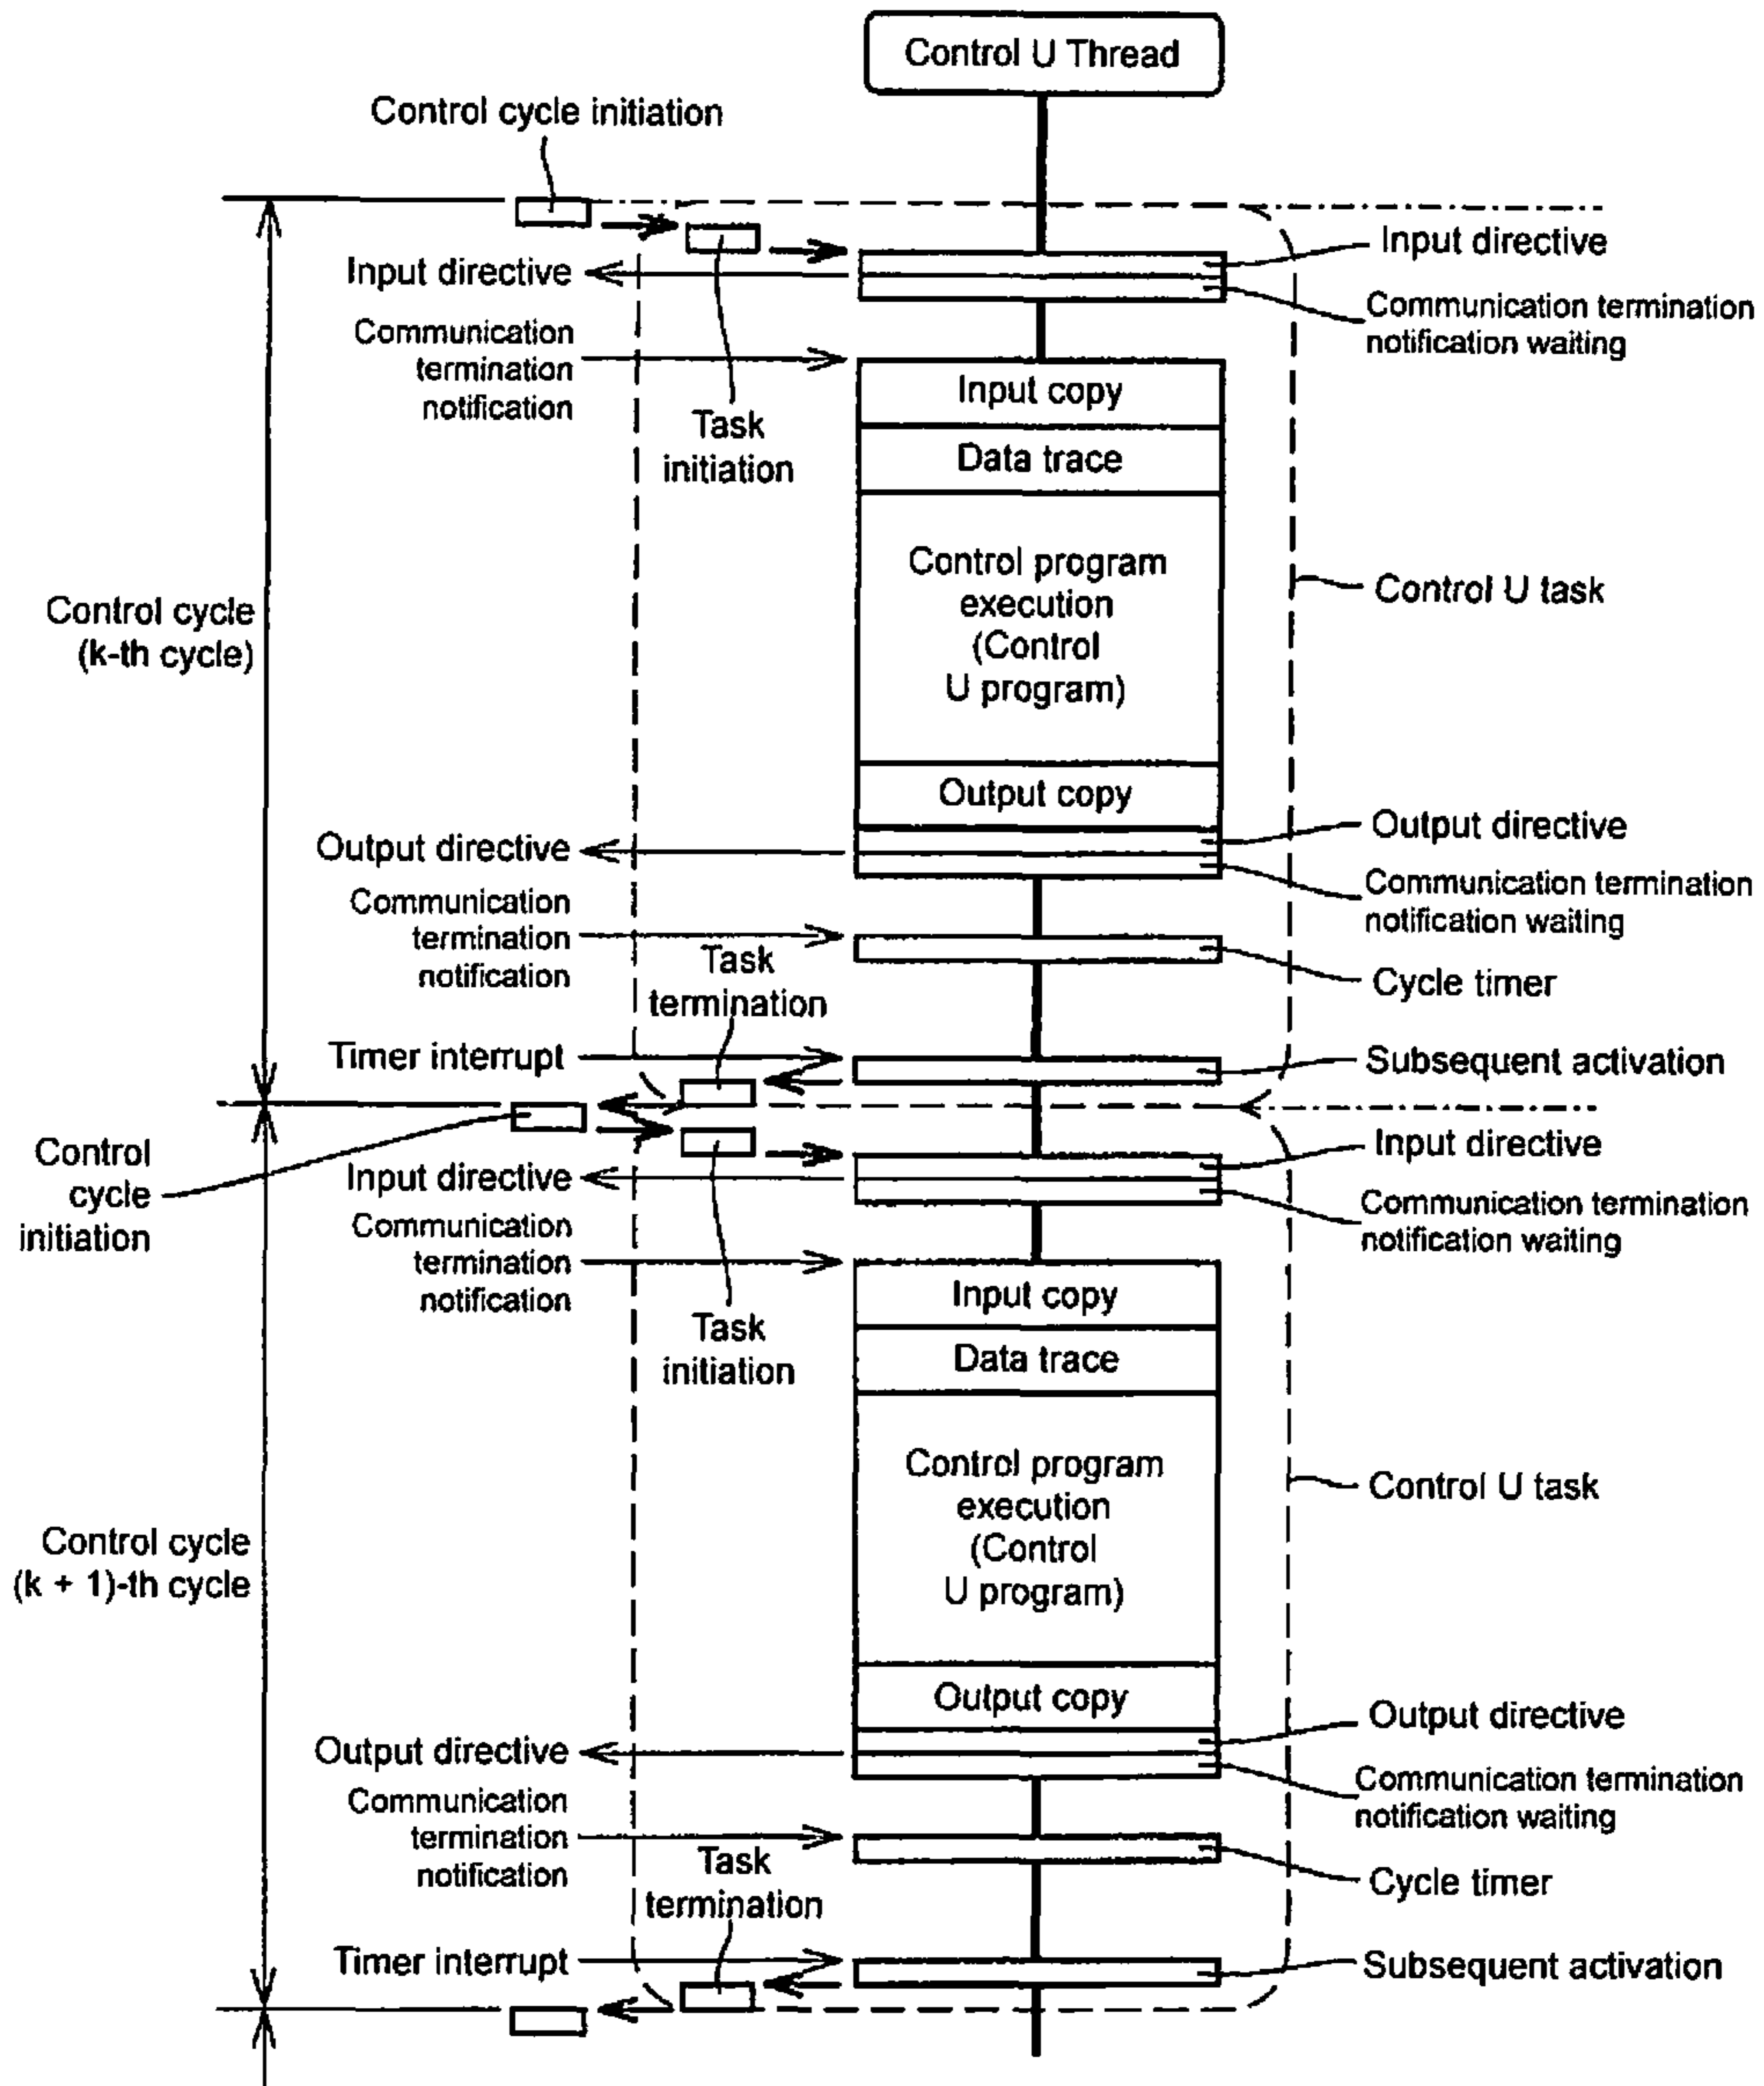 Control U Thread
Control cycle initiation
Input directive
Input directive
Communication termination
notification waiting
Communication
termination
notification
Input copy
Task
initiation
Data trace
Control program
execution
(Control
U program)
Control U task
Control cycle
(k-th cycle)
Output copy
Output directive
Output directive
Communication termination
notification waiting
Communication
termination
notification
Task
termination
Cycle timer
Timer interrupt
Subsequent activation
Control
cycle
initiation
Input directive
Input directive
Communication termination
notification waiting
Communication
termination
notification
Input copy
Task
initiation
Data trace
Control program
execution
(Control
U program)
Control U task
Control cycle
(k + 1)-th cycle
Output copy
Output directive
Output directive
Communication termination
notification waiting
Communication
termination
notification
Task
termination
Cycle timer
Timer interrupt
Subsequent activation